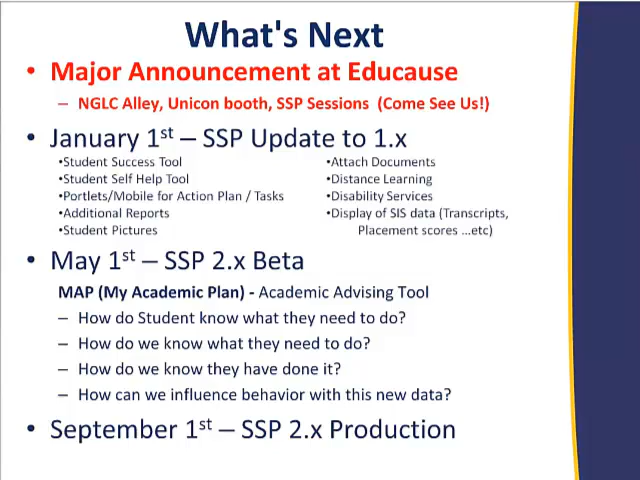 What's Next
• Major Announcement at Educause
– NGLC Alley, Unicon booth, SSP Sessions (Come See Us!)
• January 1st – SSP Update to 1.x
•Student Success Tool
•Student Self Help Tool
•Portlets/Mobile for Action Plan / Tasks
•Additional Reports
•Student Pictures
•Attach Documents
•Distance Learning
•Disability Services
•Display of SIS data (Transcripts,
Placement scores ...etc)
• May 1st – SSP 2.x Beta
MAP (My Academic Plan) - Academic Advising Tool
– How do Student know what they need to do?
– How do we know what they need to do?
– How do we know they have done it?
– How can we influence behavior with this new data?
• September 1st – SSP 2.x Production